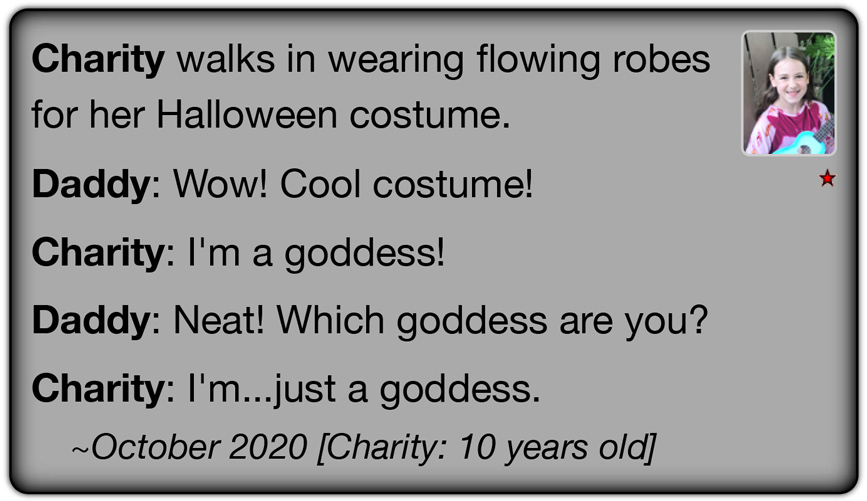 Charity walks in wearing flowing robes
for her Halloween costume.
Daddy: Wow! Cool costume!
Charity: I'm a goddess!
Daddy: Neat! Which goddess are you?
Charity: I'm...just a goddess.
~October 2020 [Charity: 10 years old]